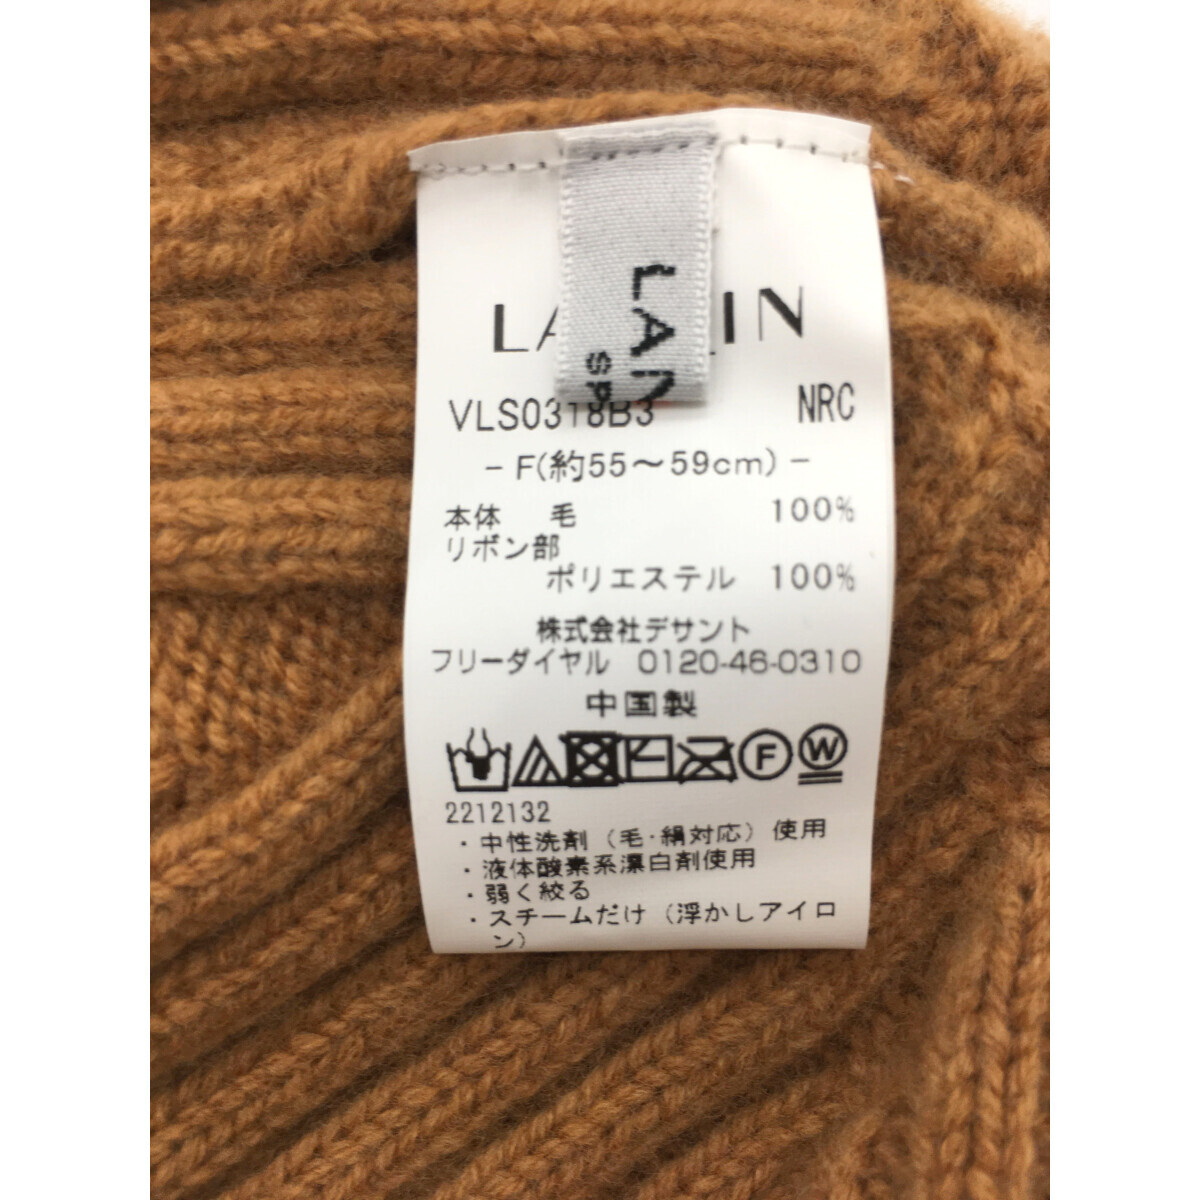 LAN
SP
IN
VLS0318B3 NRC
- F(約55～59cm) -
本体 毛 100%
リボン部
ポリエステル 100%
株式会社デサント
フリーダイヤル 0120-46-0310
中国製
F W
2212132
・中性洗剤（毛・絹対応）使用
・液体酸素系漂白剤使用
・弱く絞る
・スチームだけ（浮かしアイロ
ン）